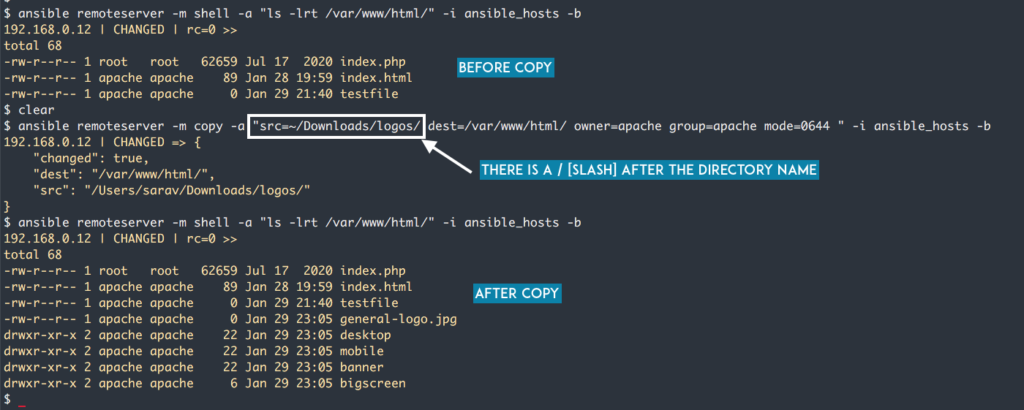 $ ansible remoteserver -m shell -a "ls -lrt /var/www/html/" -i ansible_hosts -b
192.168.0.12 | CHANGED | rc=0 >>
total 68
-rw-r--r-- 1 root   root   62659 Jul 17  2020 index.php
BEFORE COPY
-rw-r--r-- 1 apache apache    89 Jan 28 19:59 index.html
-rw-r--r-- 1 apache apache     0 Jan 29 21:40 testfile
$ clear
$ ansible remoteserver -m copy -a "src=~/Downloads/logos/ dest=/var/www/html/ owner=apache group=apache mode=0644 " -i ansible_hosts -b
192.168.0.12 | CHANGED => {
    "changed": true,
    "dest": "/var/www/html/",
THERE IS A / [SLASH] AFTER THE DIRECTORY NAME
    "src": "/Users/sarav/Downloads/logos/"
}
$ ansible remoteserver -m shell -a "ls -lrt /var/www/html/" -i ansible_hosts -b
192.168.0.12 | CHANGED | rc=0 >>
total 68
-rw-r--r-- 1 root   root   62659 Jul 17  2020 index.php
-rw-r--r-- 1 apache apache    89 Jan 28 19:59 index.html
AFTER COPY
-rw-r--r-- 1 apache apache     0 Jan 29 21:40 testfile
-rw-r--r-- 1 apache apache     0 Jan 29 23:05 general-logo.jpg
drwxr-xr-x 2 apache apache    22 Jan 29 23:05 desktop
drwxr-xr-x 2 apache apache    22 Jan 29 23:05 mobile
drwxr-xr-x 2 apache apache    22 Jan 29 23:05 banner
drwxr-xr-x 2 apache apache     6 Jan 29 23:05 bigscreen
$